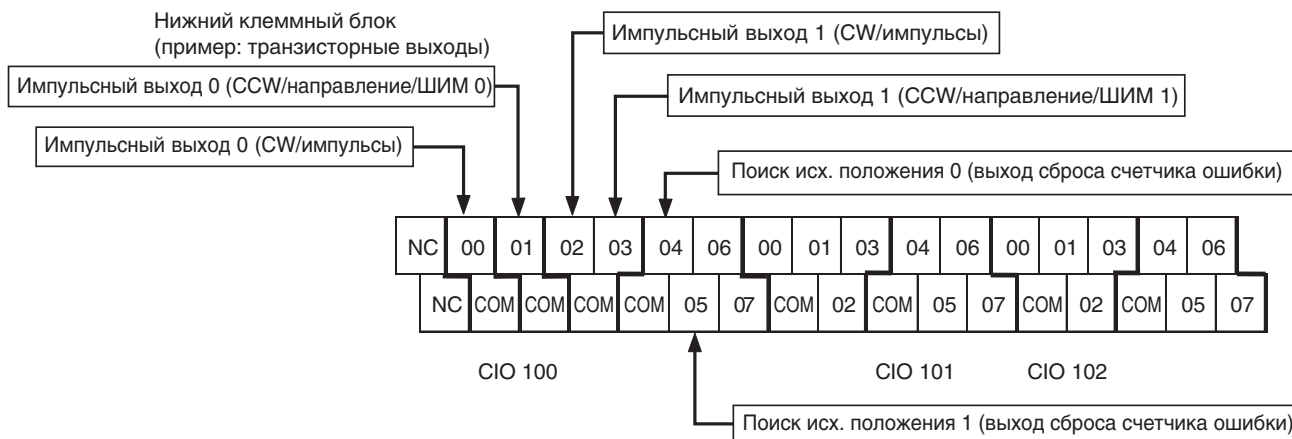 Нижний клеммный блок
(пример: транзисторные выходы)
Импульсный выход 1 (CW/импульсы)
Импульсный выход 0 (CCW/направление/ШИМ 0)
Импульсный выход 1 (CCW/направление/ШИМ 1)
Импульсный выход 0 (CW/импульсы)
Поиск исх. положения 0 (выход сброса счетчика ошибки)
NC 00 01 02 03 04 06 00 01 03 04 06 00 01 03 04 06
NC COM COM COM COM 05 07 COM 02 COM 05 07 COM 02 COM 05 07
CIO 100 CIO 101 CIO 102
Поиск исх. положения 1 (выход сброса счетчика ошибки)